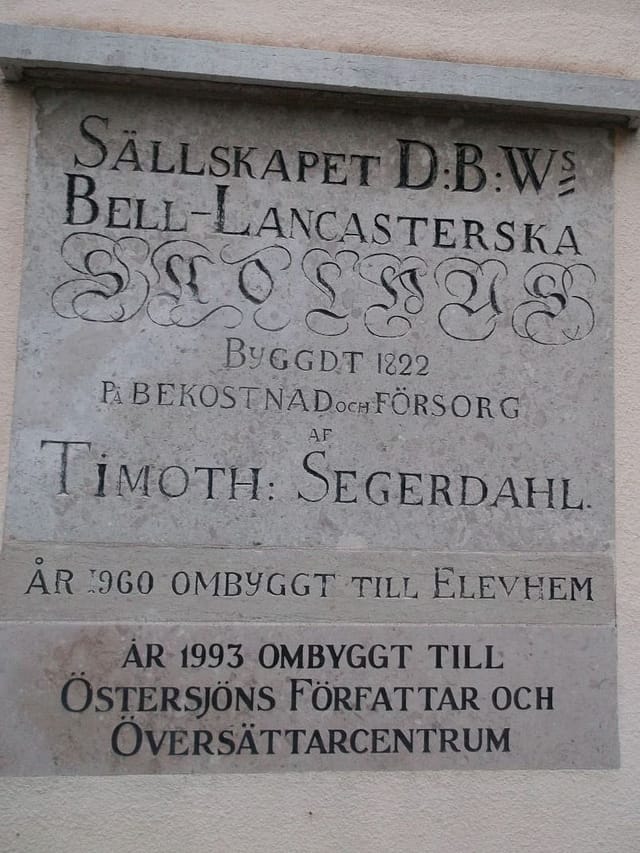 SÄLLSKAPET D:B:Ws
BELL-LANCASTERSKA
SKOLHUS
BYGGDT 1822
PÅ BEKOSTNAD OCH FÖRSORG
AF
TIMOTH: SEGERDAHL.
ÅR 1960 OMBYGGT TILL ELEVHEM
ÅR 1993 OMBYGGT TILL
ÖSTERSJÖNS FÖRFATTAR OCH
ÖVERSÄTTARCENTRUM